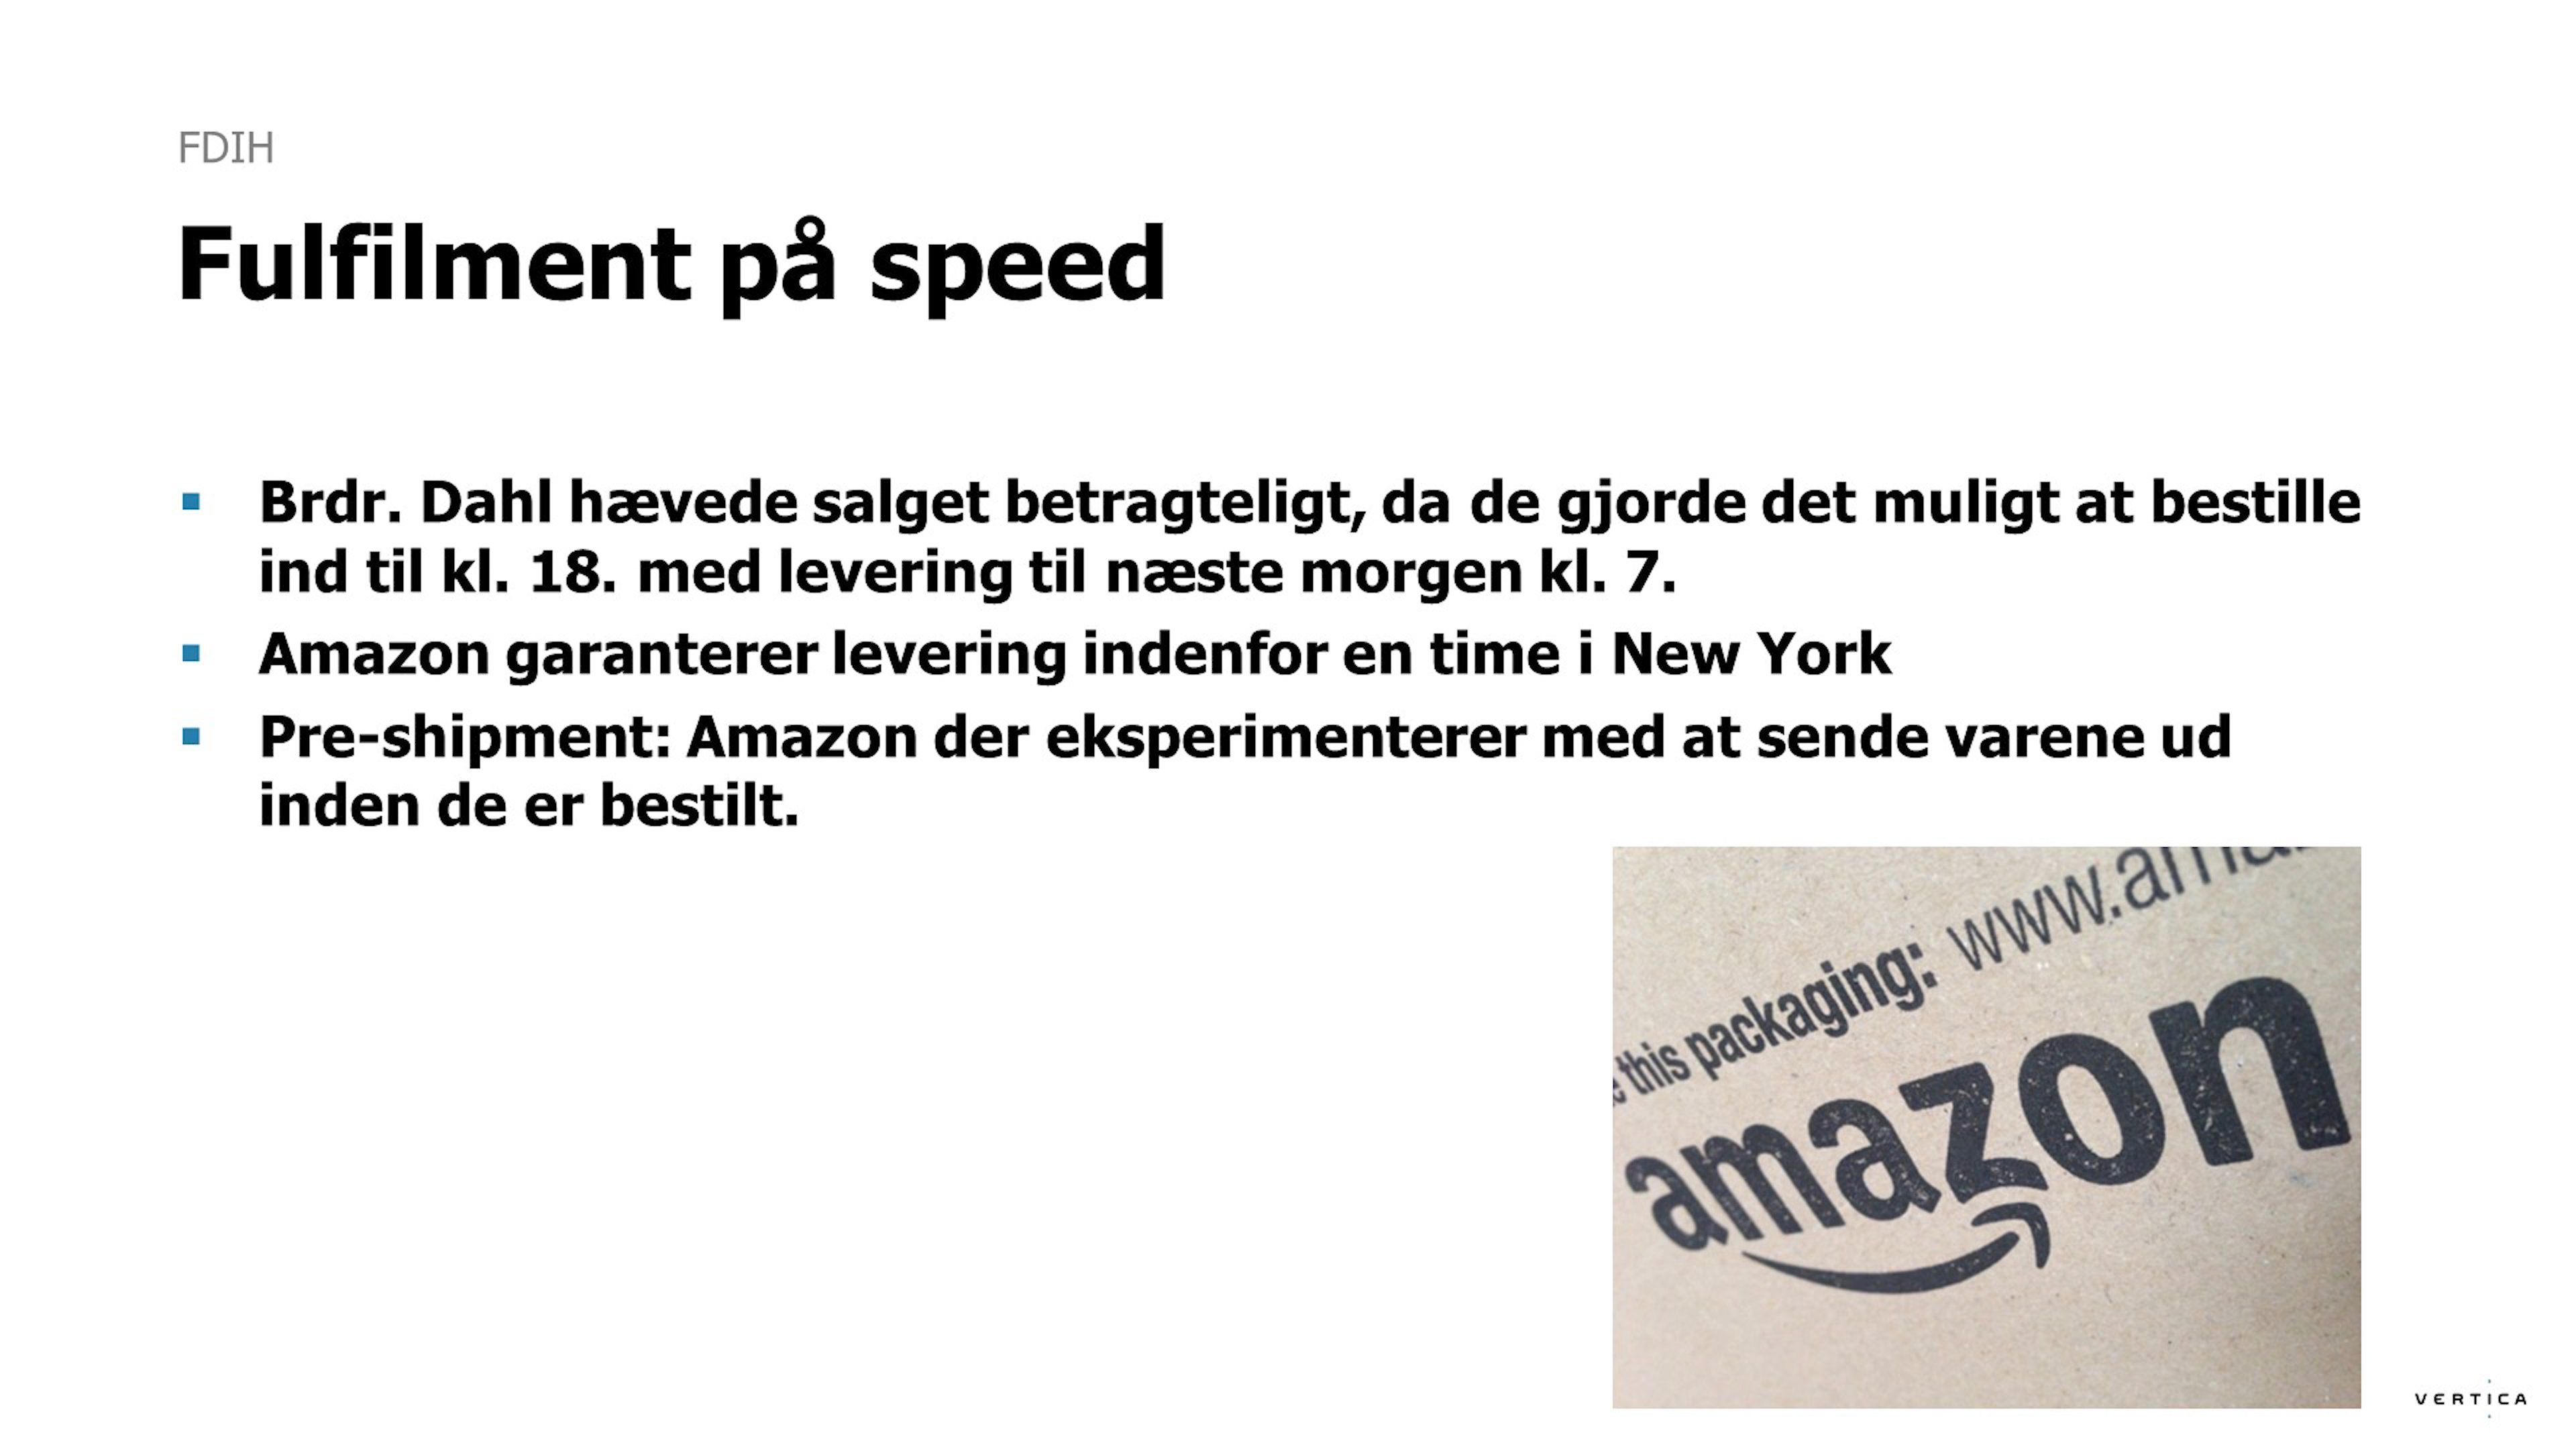 FDIH
Fulfilment på speed
Brdr. Dahl hævede salget betragteligt, da de gjorde det muligt at bestille
ind til kl. 18. med levering til næste morgen kl. 7.
Amazon garanterer levering indenfor en time i New York
Pre-shipment: Amazon der eksperimenterer med at sende varene ud
inden de er bestilt.
this packaging: www.
amazon
VERTICA